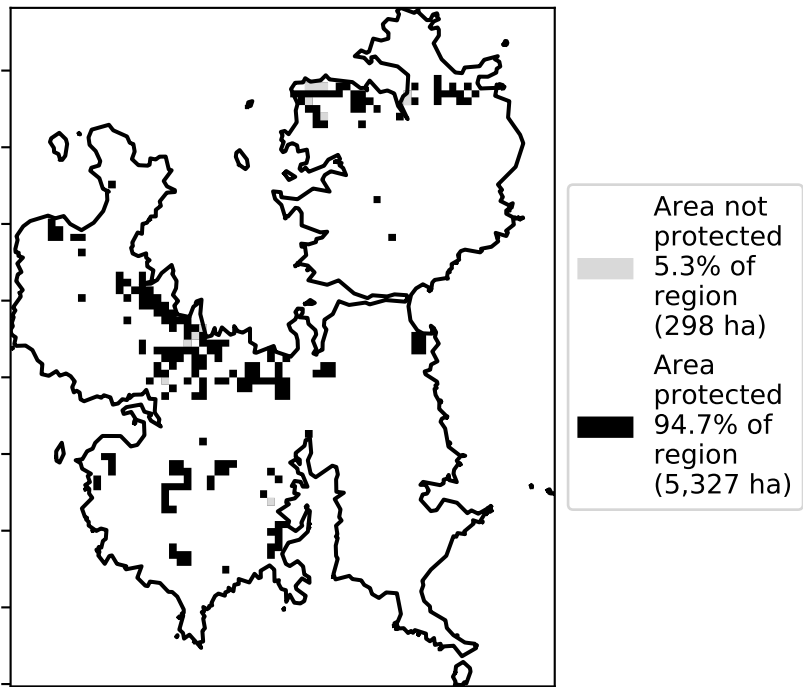 Area not
protected
5.3% of
region
(298 ha)
Area
protected
94.7% of
region
(5,327 ha)